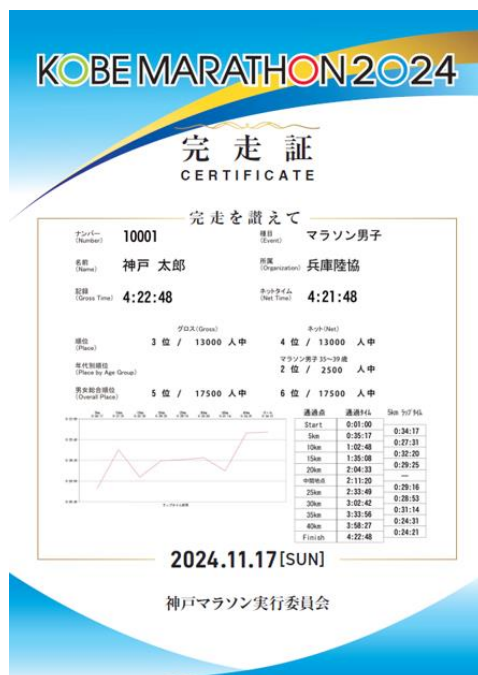 KOBE MARATHON 2024
完走証
CERTIFICATE
完走を讃えて
ナンバー (Number) 10001 種目 (Event) マラソン男子
名前 (Name) 神戸 太郎 所属 (Organization) 兵庫陸協
記録 (Gross Time) 4:22:48 ネットタイム (Net Time) 4:21:48
グロス(Gross) ネット(Net)
順位 (Place) 3 位 / 13000 人中 4 位 / 13000 人中
マラソン男子 35~39 歳
年代別順位 (Place by Age Group) 2 位 / 2500 人中
男女総合順位 (Overall Place) 5 位 / 17500 人中 6 位 / 17500 人中
通過点 通過タイム 5km ラップタイム
Start 0:01:00
5km 0:35:17 0:34:17
10km 1:02:48 0:27:31
15km 1:35:08 0:32:20
20km 2:04:33 0:29:25
中間地点 2:11:20 —
25km 2:33:49 0:29:16
30km 3:02:42 0:28:53
35km 3:33:56 0:31:14
40km 3:58:27 0:24:31
Finish 4:22:48 0:24:21
2024.11.17[SUN]
神戸マラソン実行委員会